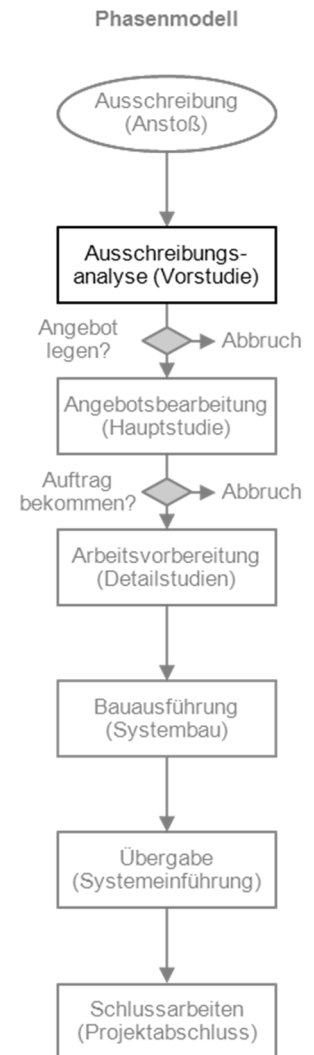 Phasenmodell
Ausschreibung
(Anstoß)
Ausschreibungs-
analyse (Vorstudie)
Angebot
legen?
Abbruch
Angebotsbearbeitung
(Hauptstudie)
Auftrag
bekommen?
Abbruch
Arbeitsvorbereitung
(Detailstudien)
Bauausführung
(Systembau)
Übergabe
(Systemeinführung)
Schlussarbeiten
(Projektabschluss)